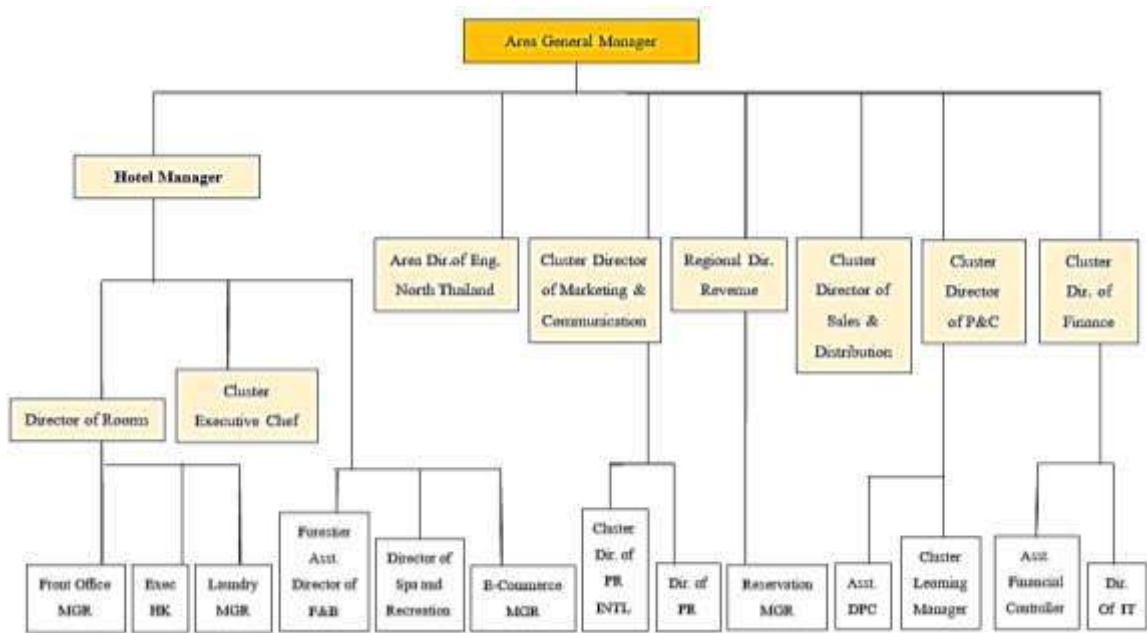 Area General Manager
Hotel Manager
Area Dir.of Eng.
North Thailand
Cluster Director
of Marketing &
Communication
Regional Dir.
Revenue
Cluster
Director of
Sales &
Distribution
Cluster
Director
of P&C
Cluster
Dir. of
Finance
Director of Rooms
Cluster
Executive Chef
Front Office
MGR
Exec
HK
Laundry
MGR
Forestier
Asst.
Director of
F&B
Director of
Spa and
Recreation
E-Commerce
MGR
Cluster
Dir. of
PR
INTL
Dir. of
PR
Reservation
MGR
Asst.
DPC
Cluster
Learning
Manager
Asst.
Financial
Controller
Dir.
Of IT